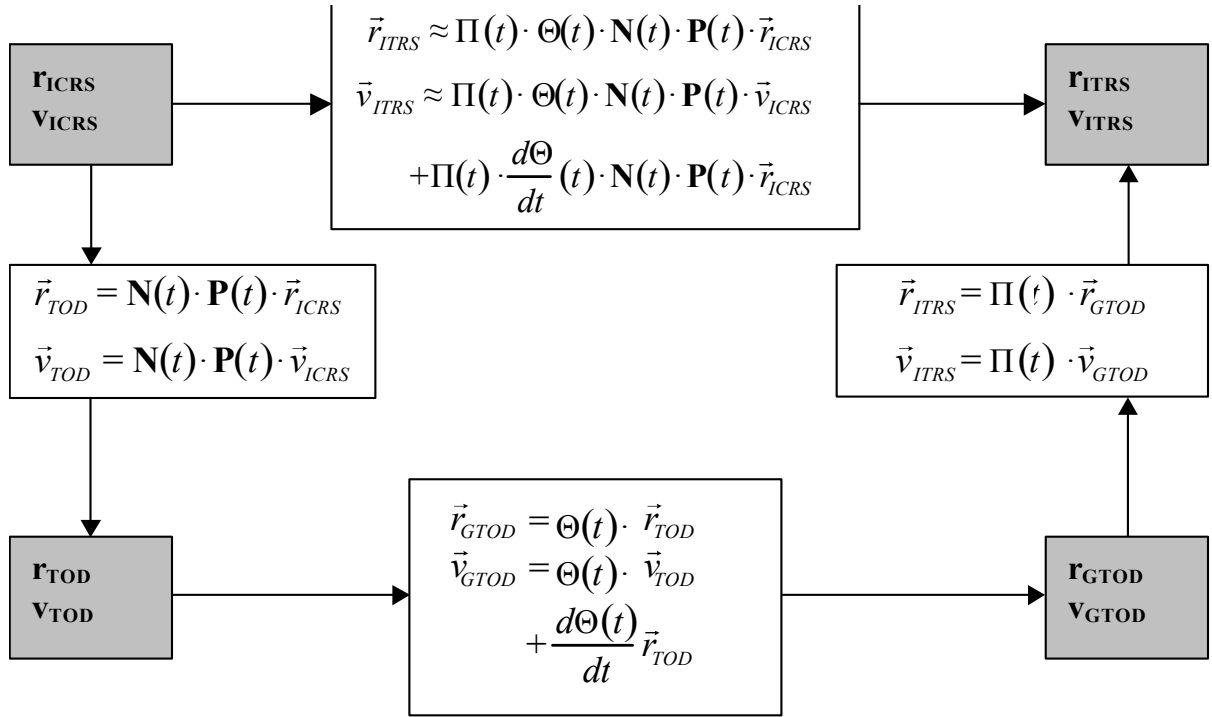 r⃗_ITRS ≈ Π(t) · Θ(t) · N(t) · P(t) · r⃗_ICRS
v⃗_ITRS ≈ Π(t) · Θ(t) · N(t) · P(t) · v⃗_ICRS
+Π(t) · dΘ/dt (t) · N(t) · P(t) · r⃗_ICRS
r_ICRS
v_ICRS
r_ITRS
v_ITRS
r⃗_TOD = N(t) · P(t) · r⃗_ICRS
v⃗_TOD = N(t) · P(t) · v⃗_ICRS
r⃗_ITRS = Π(t) · r⃗_GTOD
v⃗_ITRS = Π(t) · v⃗_GTOD
r_TOD
v_TOD
r⃗_GTOD = Θ(t) · r⃗_TOD
v⃗_GTOD = Θ(t) · v⃗_TOD
+ dΘ(t)/dt r⃗_TOD
r_GTOD
v_GTOD